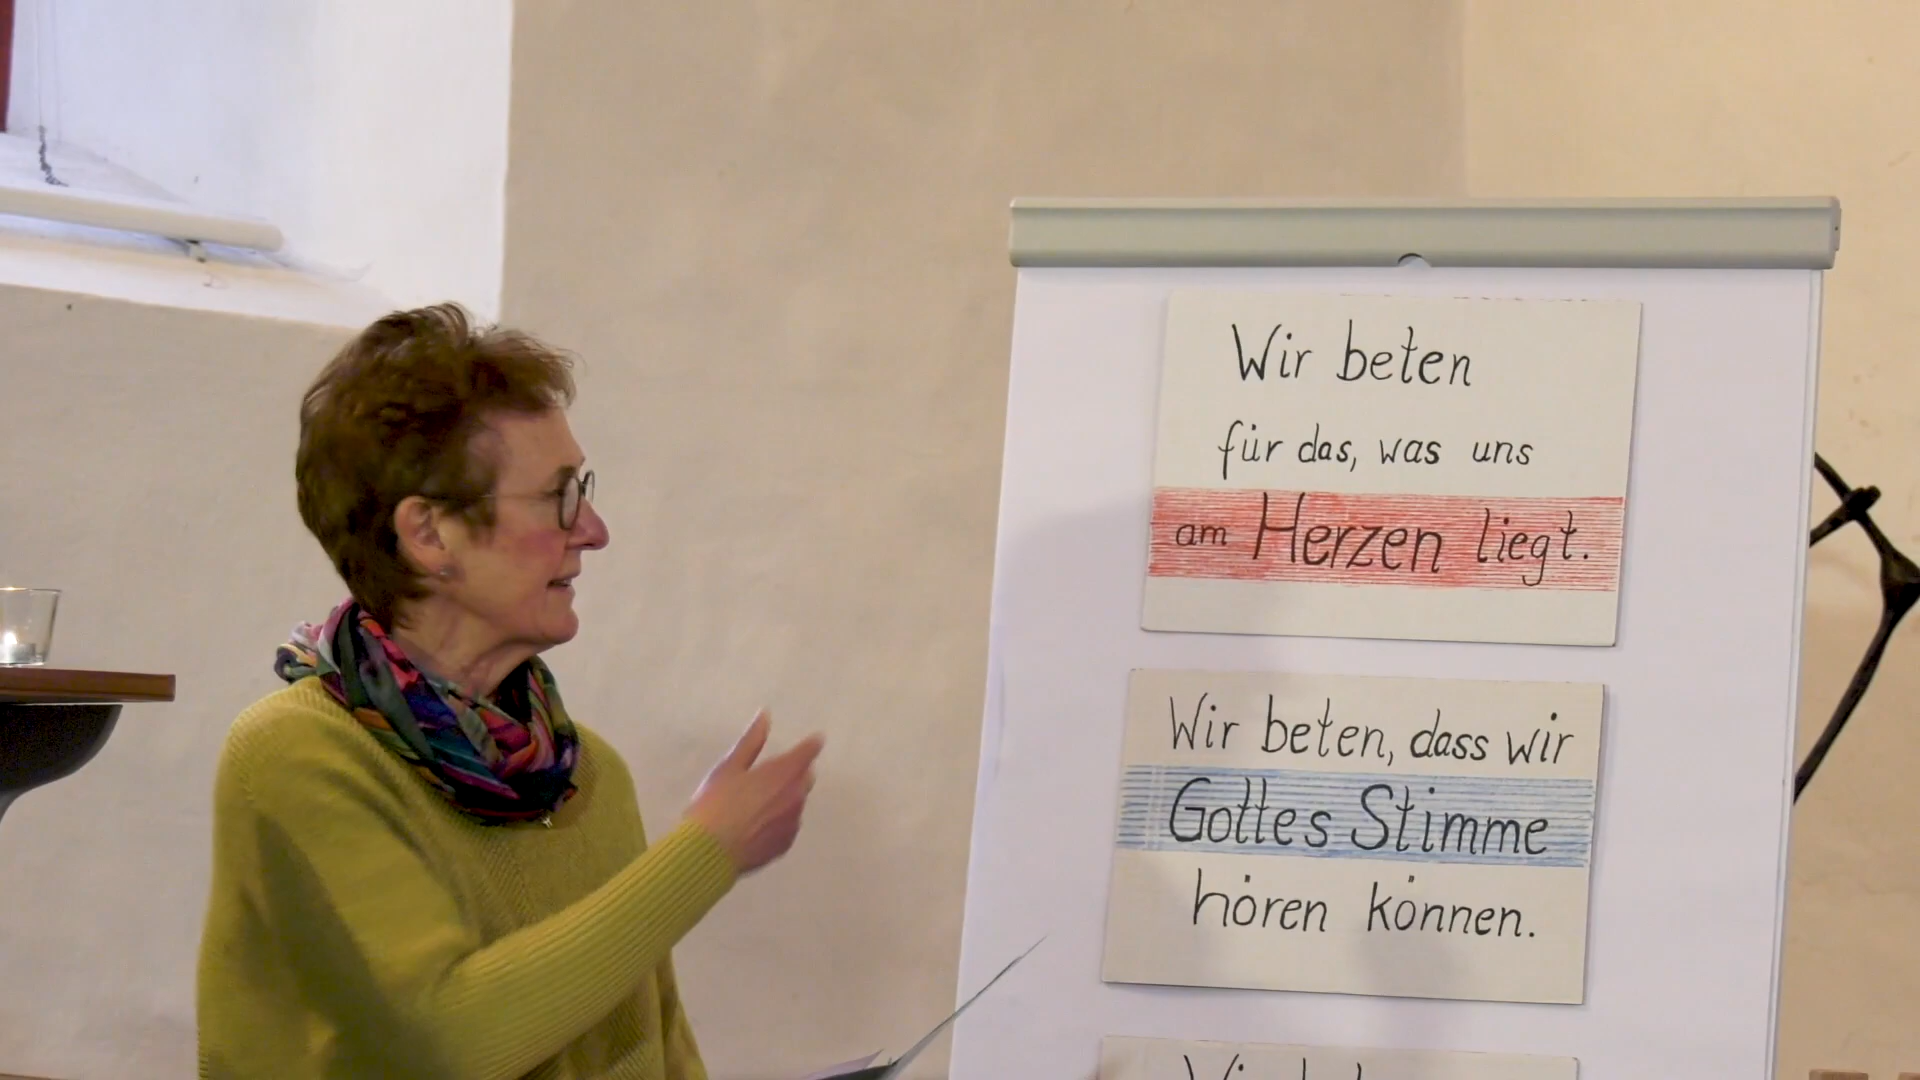 Wir beten
für das, was uns
am Herzen liegt.
Wir beten, dass wir
Gottes Stimme
hören können.